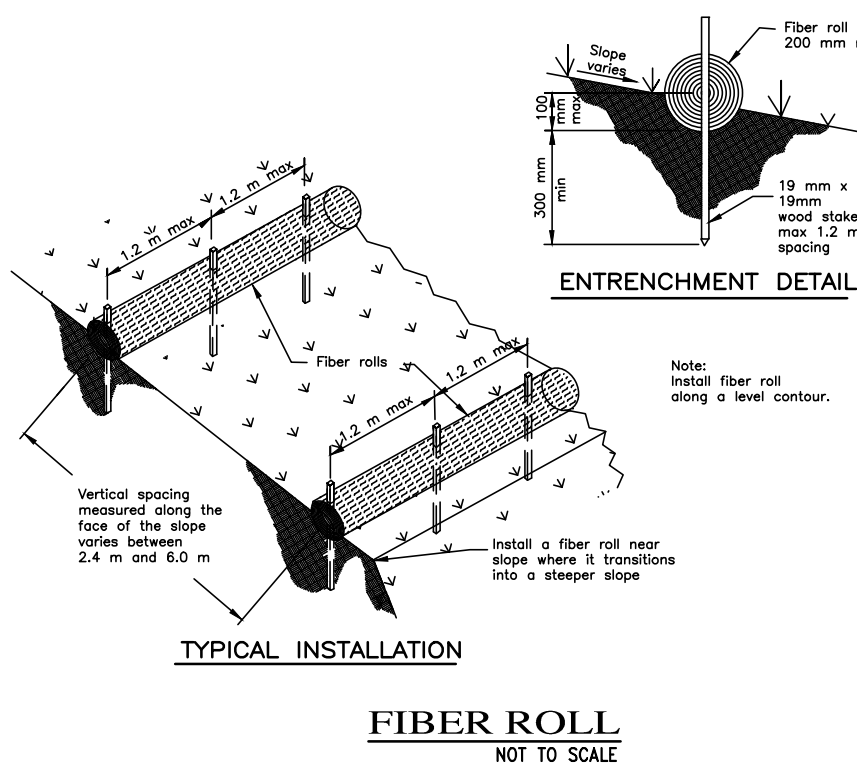 Fiber roll
200 mm
Slope
varies
100
mm
max
300 mm
min
19 mm x
19mm
wood stake
max 1.2 m
spacing
ENTRENCHMENT DETAIL
1.2 m max
1.2 m max
Fiber rolls
1.2 m max
1.2 m max
Note:
Install fiber roll
along a level contour.
Vertical spacing
measured along the
face of the slope
varies between
2.4 m and 6.0 m
Install a fiber roll near
slope where it transitions
into a steeper slope
TYPICAL INSTALLATION
FIBER ROLL
NOT TO SCALE